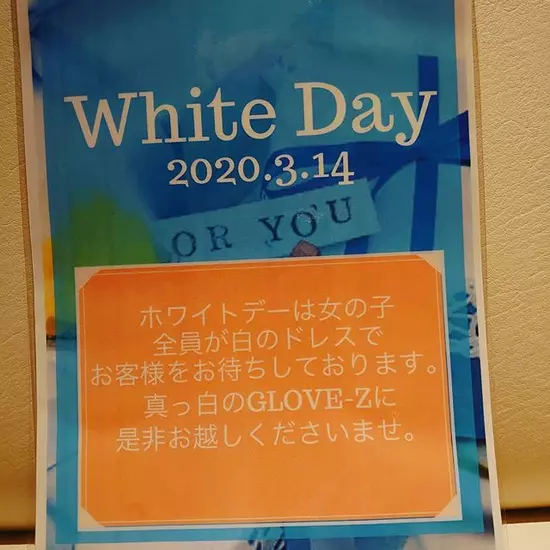 White Day
2020.3.14
OR YOU
ホワイトデーは女の子
全員が白のドレスで
お客様をお待ちしております。
真っ白のGLOVE-Zに
是非お越しくださいませ。